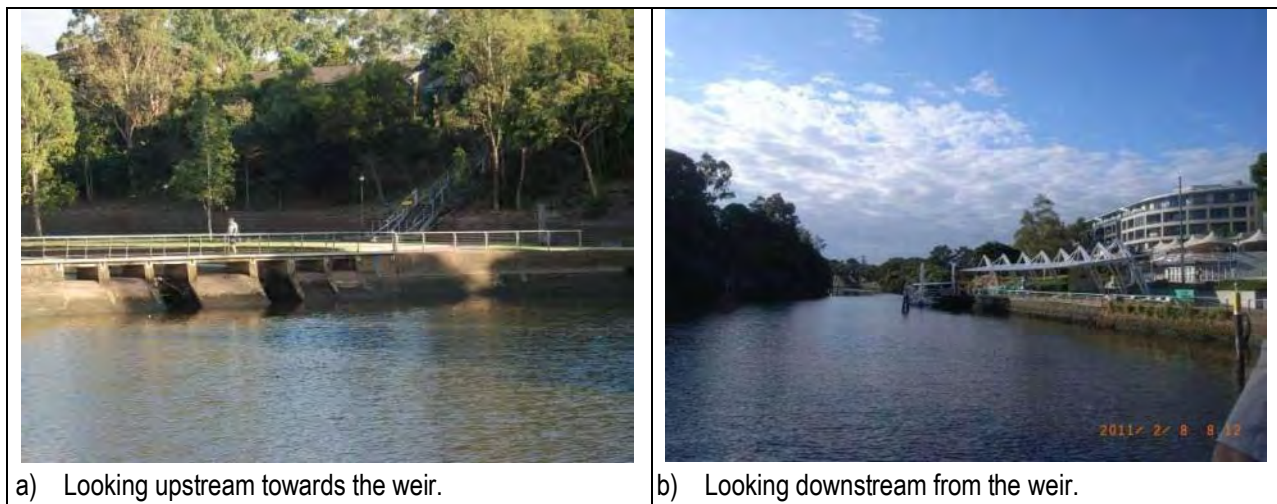 2011/ 2/ 8 8:12
a) Looking upstream towards the weir.
b) Looking downstream from the weir.